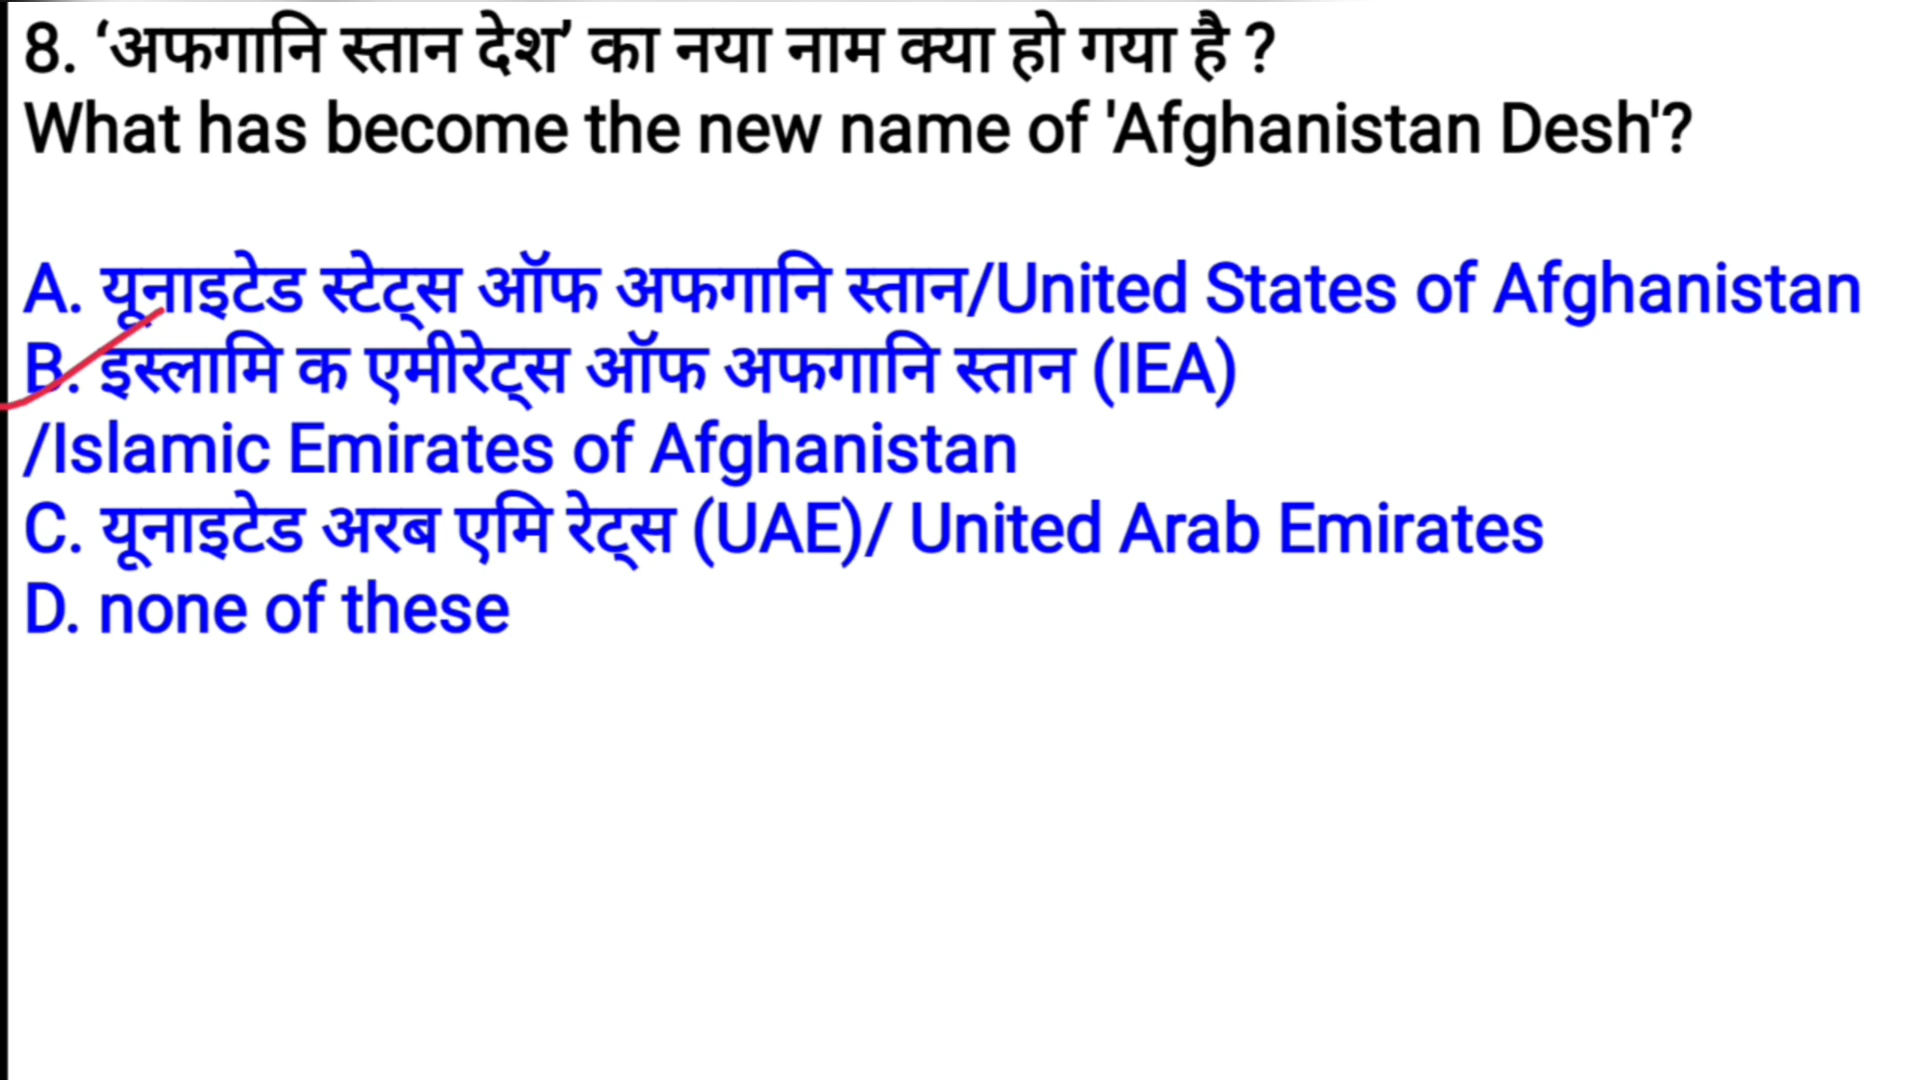 8. ‘अफगानि स्तान देश’ का नया नाम क्या हो गया है ?
What has become the new name of 'Afghanistan Desh'?
A. यूनाइटेड स्टेट्स ऑफ अफगानि स्तान/United States of Afghanistan
B. इस्लामि क एमीरेट्स ऑफ अफगानि स्तान (IEA)
/Islamic Emirates of Afghanistan
C. यूनाइटेड अरब एमि रेट्स (UAE)/ United Arab Emirates
D. none of these